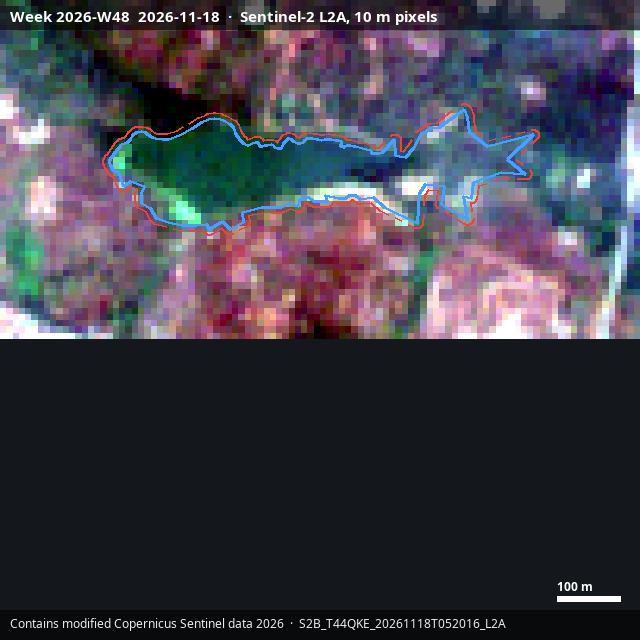 Week 2026-W48 2026-11-18 · Sentinel-2 L2A, 10 m pixels
100 m
Contains modified Copernicus Sentinel data 2026 · S2B_T44QKE_20261118T052016_L2A